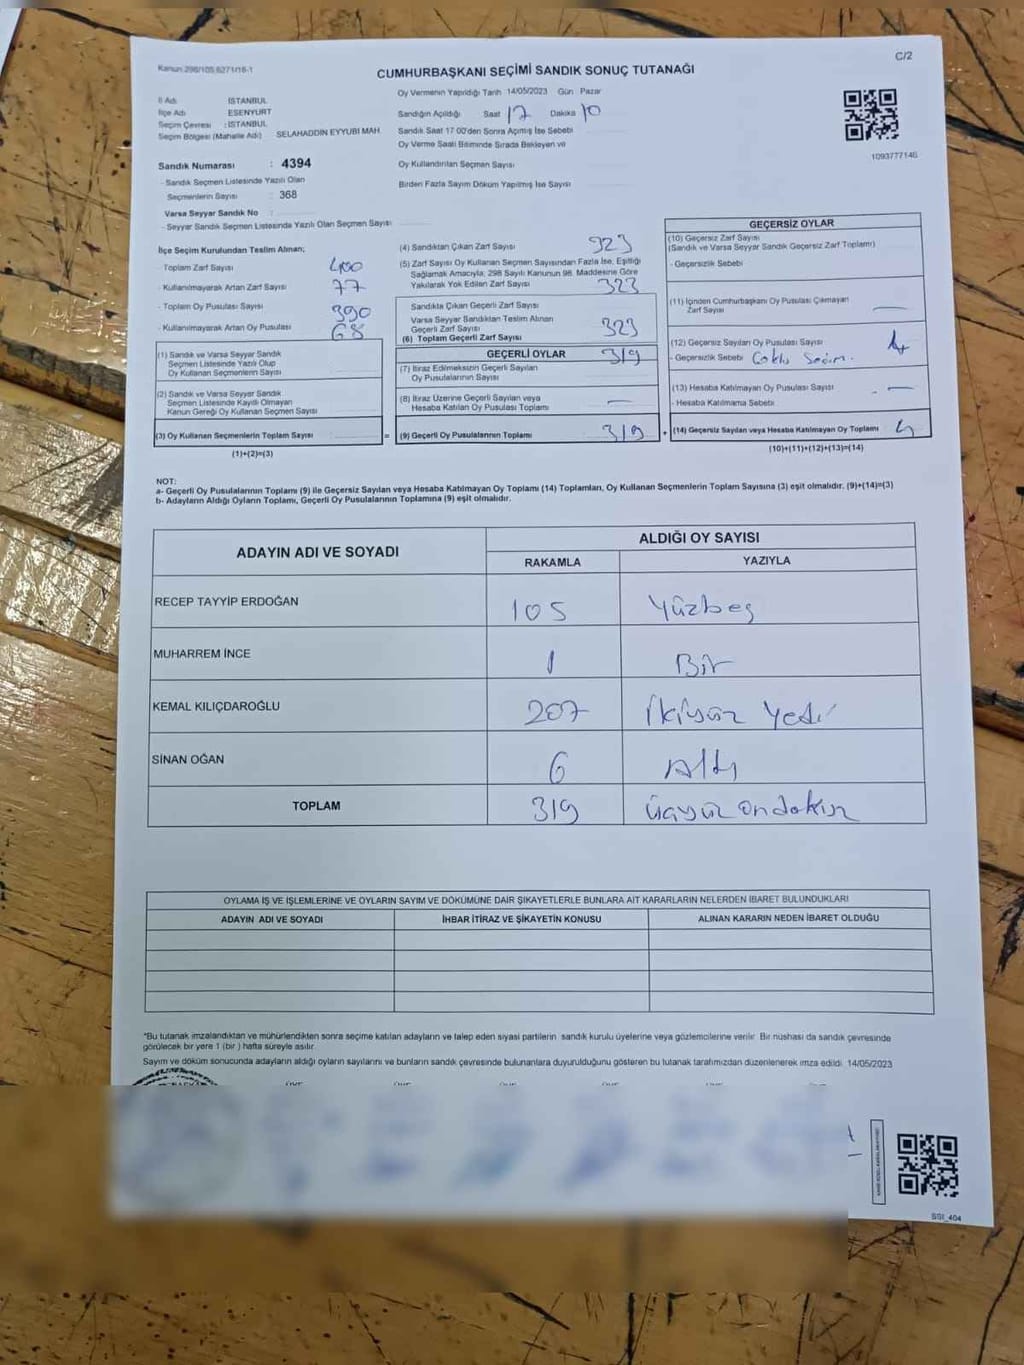 Kanun:298/105,6271/16-1
C/2
CUMHURBAŞKANI SEÇİMİ SANDIK SONUÇ TUTANAĞI
İl Adı : İSTANBUL
İlçe Adı : ESENYURT
Seçim Çevresi : İSTANBUL
Seçim Bölgesi (Mahalle Adı) : SELAHADDİN EYYUBİ MAH.
Sandık Numarası : 4394
- Sandık Seçmen Listesinde Yazılı Olan
Seçmenlerin Sayısı : 368
Varsa Seyyar Sandık No :
- Seyyar Sandık Seçmen Listesinde Yazılı Olan Seçmen Sayısı
Oy Vermenin Yapıldığı Tarih 14/05/2023 Gün Pazar
Sandığın Açıldığı Saat 17 Dakika 10
Sandık Saat 17:00'den Sonra Açılmış İse Sebebi
Oy Verme Saati Bitiminde Sırada Bekleyen ve
Oy Kullandırılan Seçmen Sayısı
Birden Fazla Sayım Döküm Yapılmış İse Sayısı
1093777146
İlçe Seçim Kurulundan Teslim Alınan;
- Toplam Zarf Sayısı 400
- Kullanılmayarak Artan Zarf Sayısı 77
- Toplam Oy Pusulası Sayısı 390
- Kullanılmayarak Artan Oy Pusulası 68
(1) Sandık ve Varsa Seyyar Sandık
Seçmen Listesinde Yazılı Olup
Oy Kullanan Seçmenlerin Sayısı
(2) Sandık ve Varsa Seyyar Sandık
Seçmen Listesinde Kayıtlı Olmayan
Kanun Gereği Oy Kullanan Seçmen Sayısı
(3) Oy Kullanan Seçmenlerin Toplam Sayısı
(1)+(2)=(3)
(4) Sandıktan Çıkan Zarf Sayısı 323
(5) Zarf Sayısı Oy Kullanan Seçmen Sayısından Fazla İse, Eşitliği
Sağlamak Amacıyla; 298 Sayılı Kanunun 98. Maddesine Göre
Yakılarak Yok Edilen Zarf Sayısı 323
Sandıkta Çıkan Geçerli Zarf Sayısı
Varsa Seyyar Sandıktan Teslim Alınan
Geçerli Zarf Sayısı
(6) Toplam Geçerli Zarf Sayısı 323
GEÇERLİ OYLAR
(7) İtiraz Edilmeksizin Geçerli Sayılan
Oy Pusulalarının Sayısı 319
(8) İtiraz Üzerine Geçerli Sayılan veya
Hesaba Katılan Oy Pusulası Toplamı —
= (9) Geçerli Oy Pusulalarının Toplamı 319
GEÇERSİZ OYLAR
(10) Geçersiz Zarf Sayısı
(Sandık ve Varsa Seyyar Sandık Geçersiz Zarf Toplamı)
- Geçersizlik Sebebi
(11) İçinden Cumhurbaşkanı Oy Pusulası Çıkmayan
Zarf Sayısı —
(12) Geçersiz Sayılan Oy Pusulası Sayısı 4
- Geçersizlik Sebebi Çoklu Seçim.
(13) Hesaba Katılmayan Oy Pusulası Sayısı —
- Hesaba Katılmama Sebebi
+ (14) Geçersiz Sayılan veya Hesaba Katılmayan Oy Toplamı 4
(10)+(11)+(12)+(13)=(14)
NOT:
a- Geçerli Oy Pusulalarının Toplamı (9) ile Geçersiz Sayılan veya Hesaba Katılmayan Oy Toplamı (14) Toplamları, Oy Kullanan Seçmenlerin Toplam Sayısına (3) eşit olmalıdır. (9)+(14)=(3)
b- Adayların Aldığı Oyların Toplamı, Geçerli Oy Pusulalarının Toplamına (9) eşit olmalıdır.
ADAYIN ADI VE SOYADI
ALDIĞI OY SAYISI
RAKAMLA YAZIYLA
RECEP TAYYİP ERDOĞAN 105 Yüzbeş
MUHARREM İNCE 1 Bir
KEMAL KILIÇDAROĞLU 207 İkiyüz Yedi
SİNAN OĞAN 6 Altı
TOPLAM 319 üçyüz ondokuz
OYLAMA İŞ VE İŞLEMLERİNE VE OYLARIN SAYIM VE DÖKÜMÜNE DAİR ŞİKAYETLERLE BUNLARA AİT KARARLARIN NELERDEN İBARET BULUNDUKLARI
ADAYIN ADI VE SOYADI İHBAR İTİRAZ VE ŞİKAYETİN KONUSU ALINAN KARARIN NEDEN İBARET OLDUĞU
*Bu tutanak imzalandıktan ve mühürlendikten sonra seçime katılan adayların ve talep eden siyasi partilerin sandık kurulu üyelerine veya gözlemcilerine verilir. Bir nüshası da sandık çevresinde
görülecek bir yere 1 (bir ) hafta süreyle asılır.
Sayım ve döküm sonucunda adayların aldığı oyların sayılarını ve bunların sandık çevresinde bulunanlara duyurulduğunu gösteren bu tutanak tarafımızdan düzenlenerek imza edildi. 14/05/2023
SSI_404